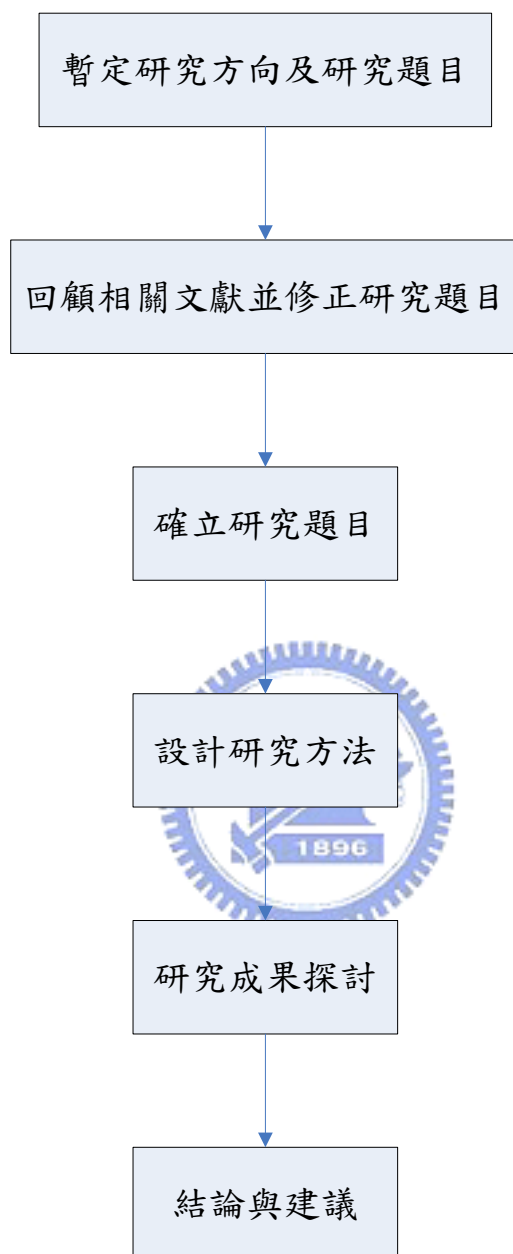 暫定研究方向及研究題目
回顧相關文獻並修正研究題目
確立研究題目
設計研究方法
1896
研究成果探討
結論與建議